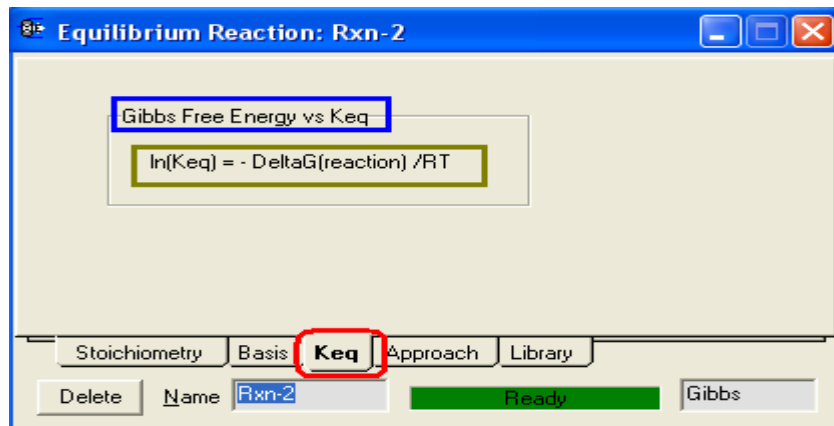 Equilibrium Reaction: Rxn-2
Gibbs Free Energy vs Keq
ln(Keq) = - DeltaG(reaction) /RT
Stoichiometry Basis Keq Approach Library
Delete Name Rxn-2 Ready Gibbs